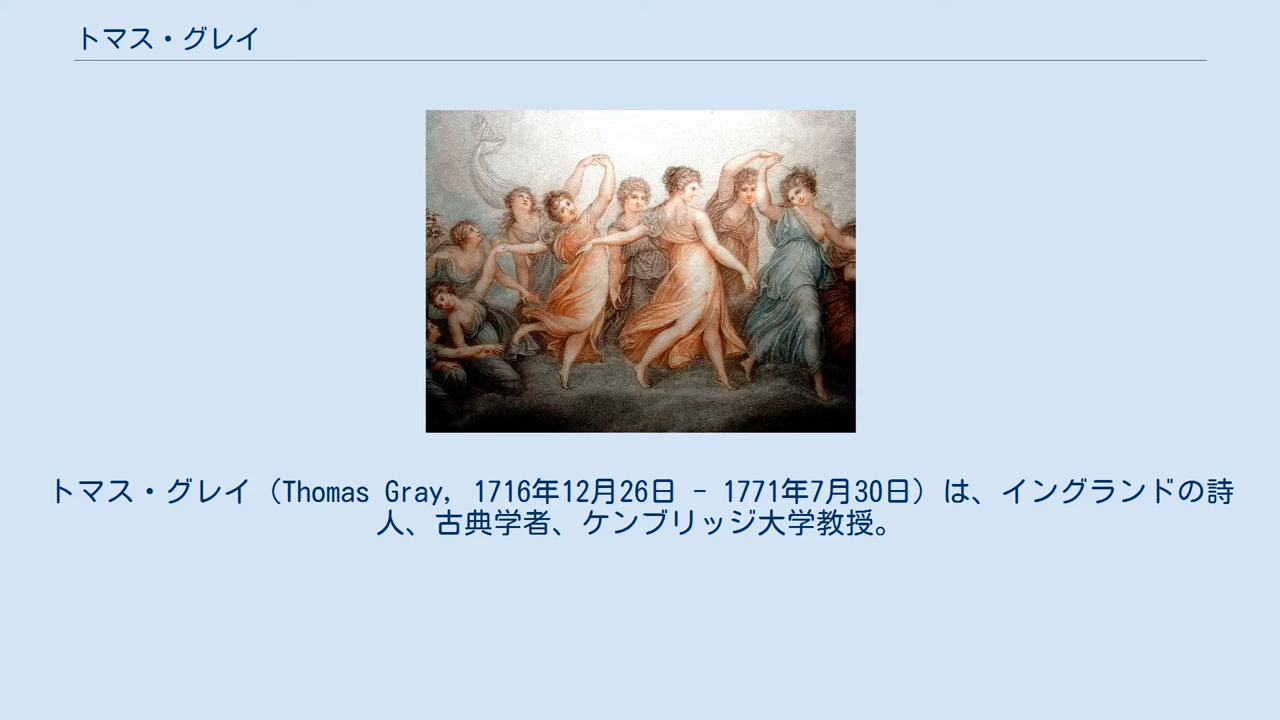 トマス・グレイ
トマス・グレイ（Thomas Gray, 1716年12月26日 - 1771年7月30日）は、イングランドの詩
人、古典学者、ケンブリッジ大学教授。